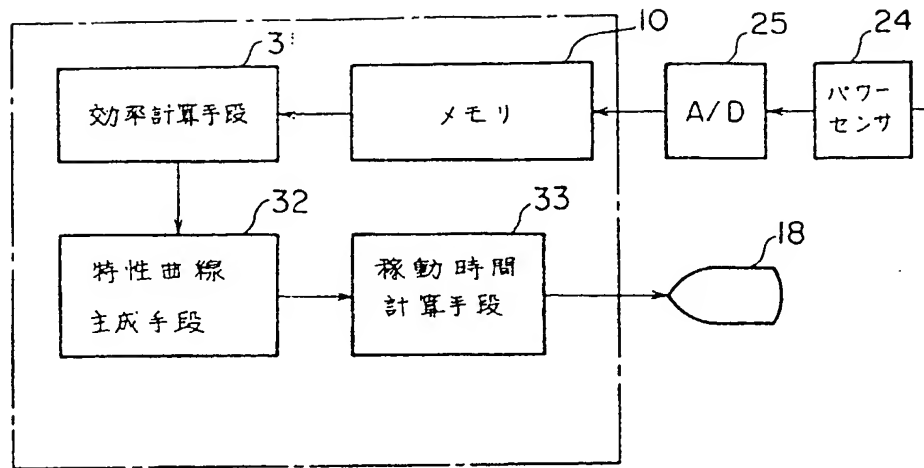 3
10
25
24
効率計算手段
メモリ
A/D
パワー
センサ
32
33
18
特性曲線
主成手段
稼動時間
計算手段